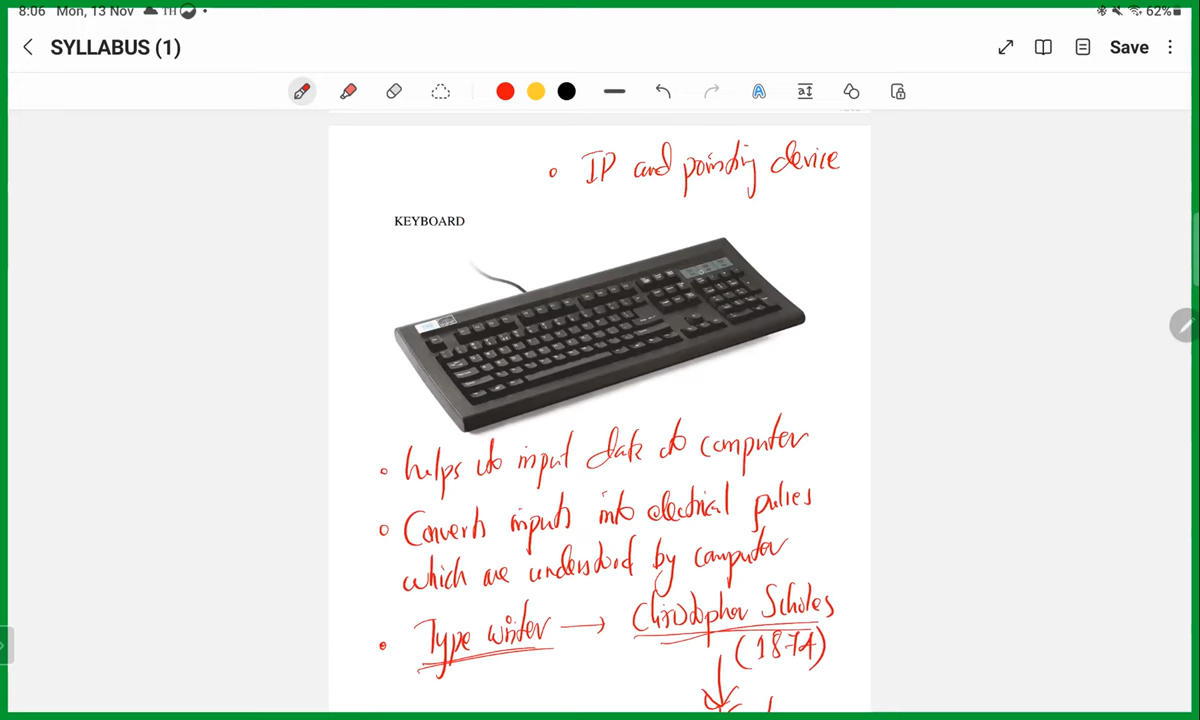 8:06 Mon, 13 Nov TH 62%
SYLLABUS (1)
Save
• IP and pointing device
KEYBOARD
• helps to input data to computer
• Converts inputs into electrical pulses
which are understood by computer
• Type writer → Christopher Scholes
(1874)